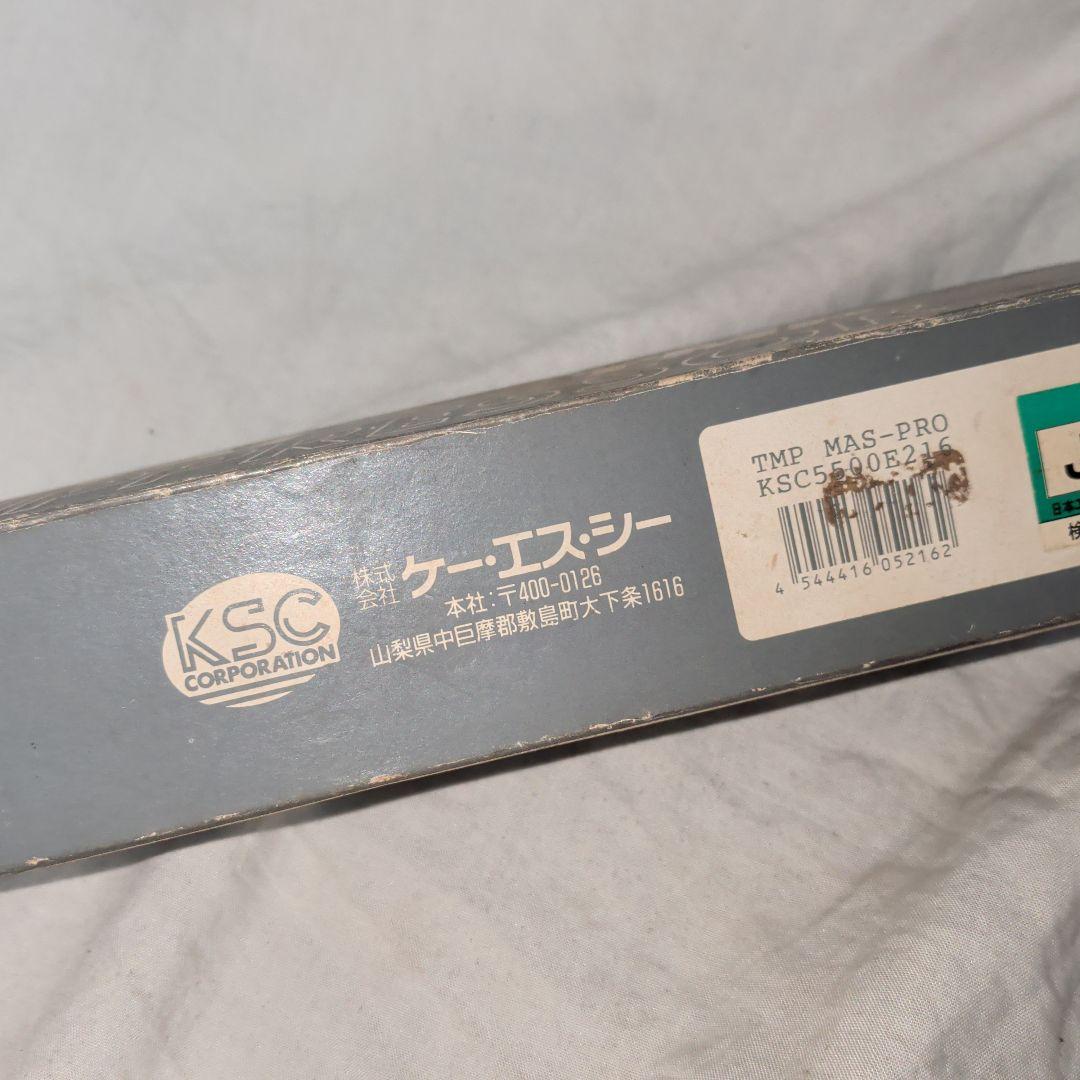 KSC
CORPORATION
株式会社 ケー・エス・シー
本社:〒400-0126
山梨県中巨摩郡敷島町大下条1616
TMP MAS-PRO
KSC5500E216
4 544416 052162